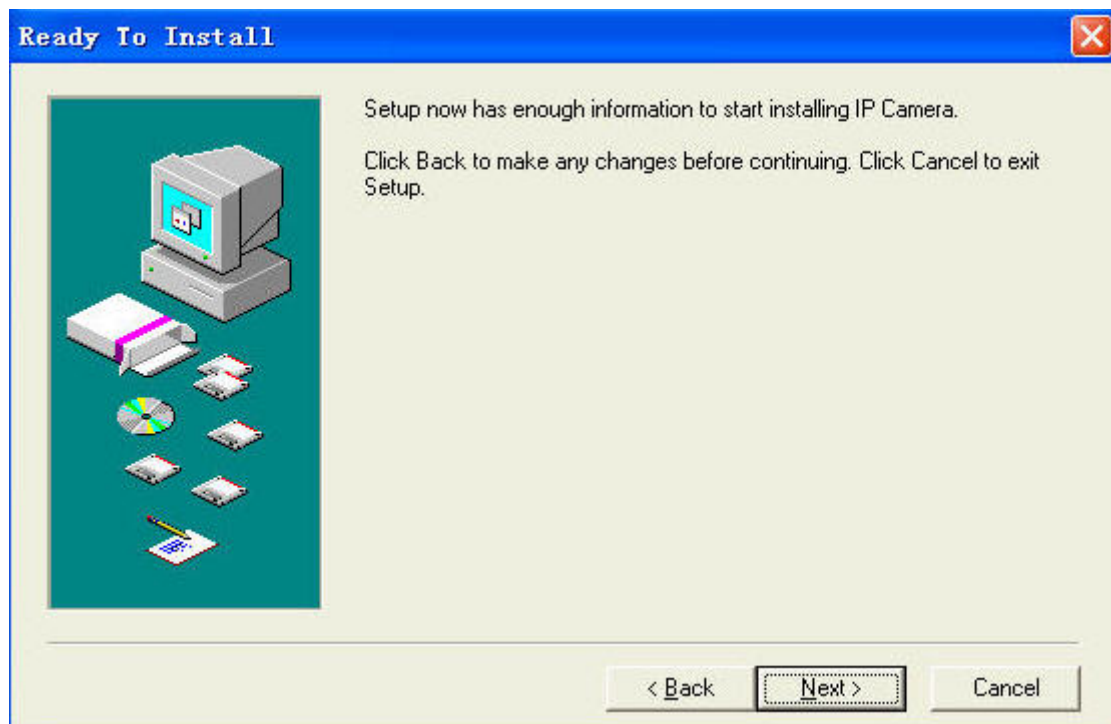 Ready To Install
Setup now has enough information to start installing IP Camera.
Click Back to make any changes before continuing. Click Cancel to exit
Setup.
< Back
Next >
Cancel